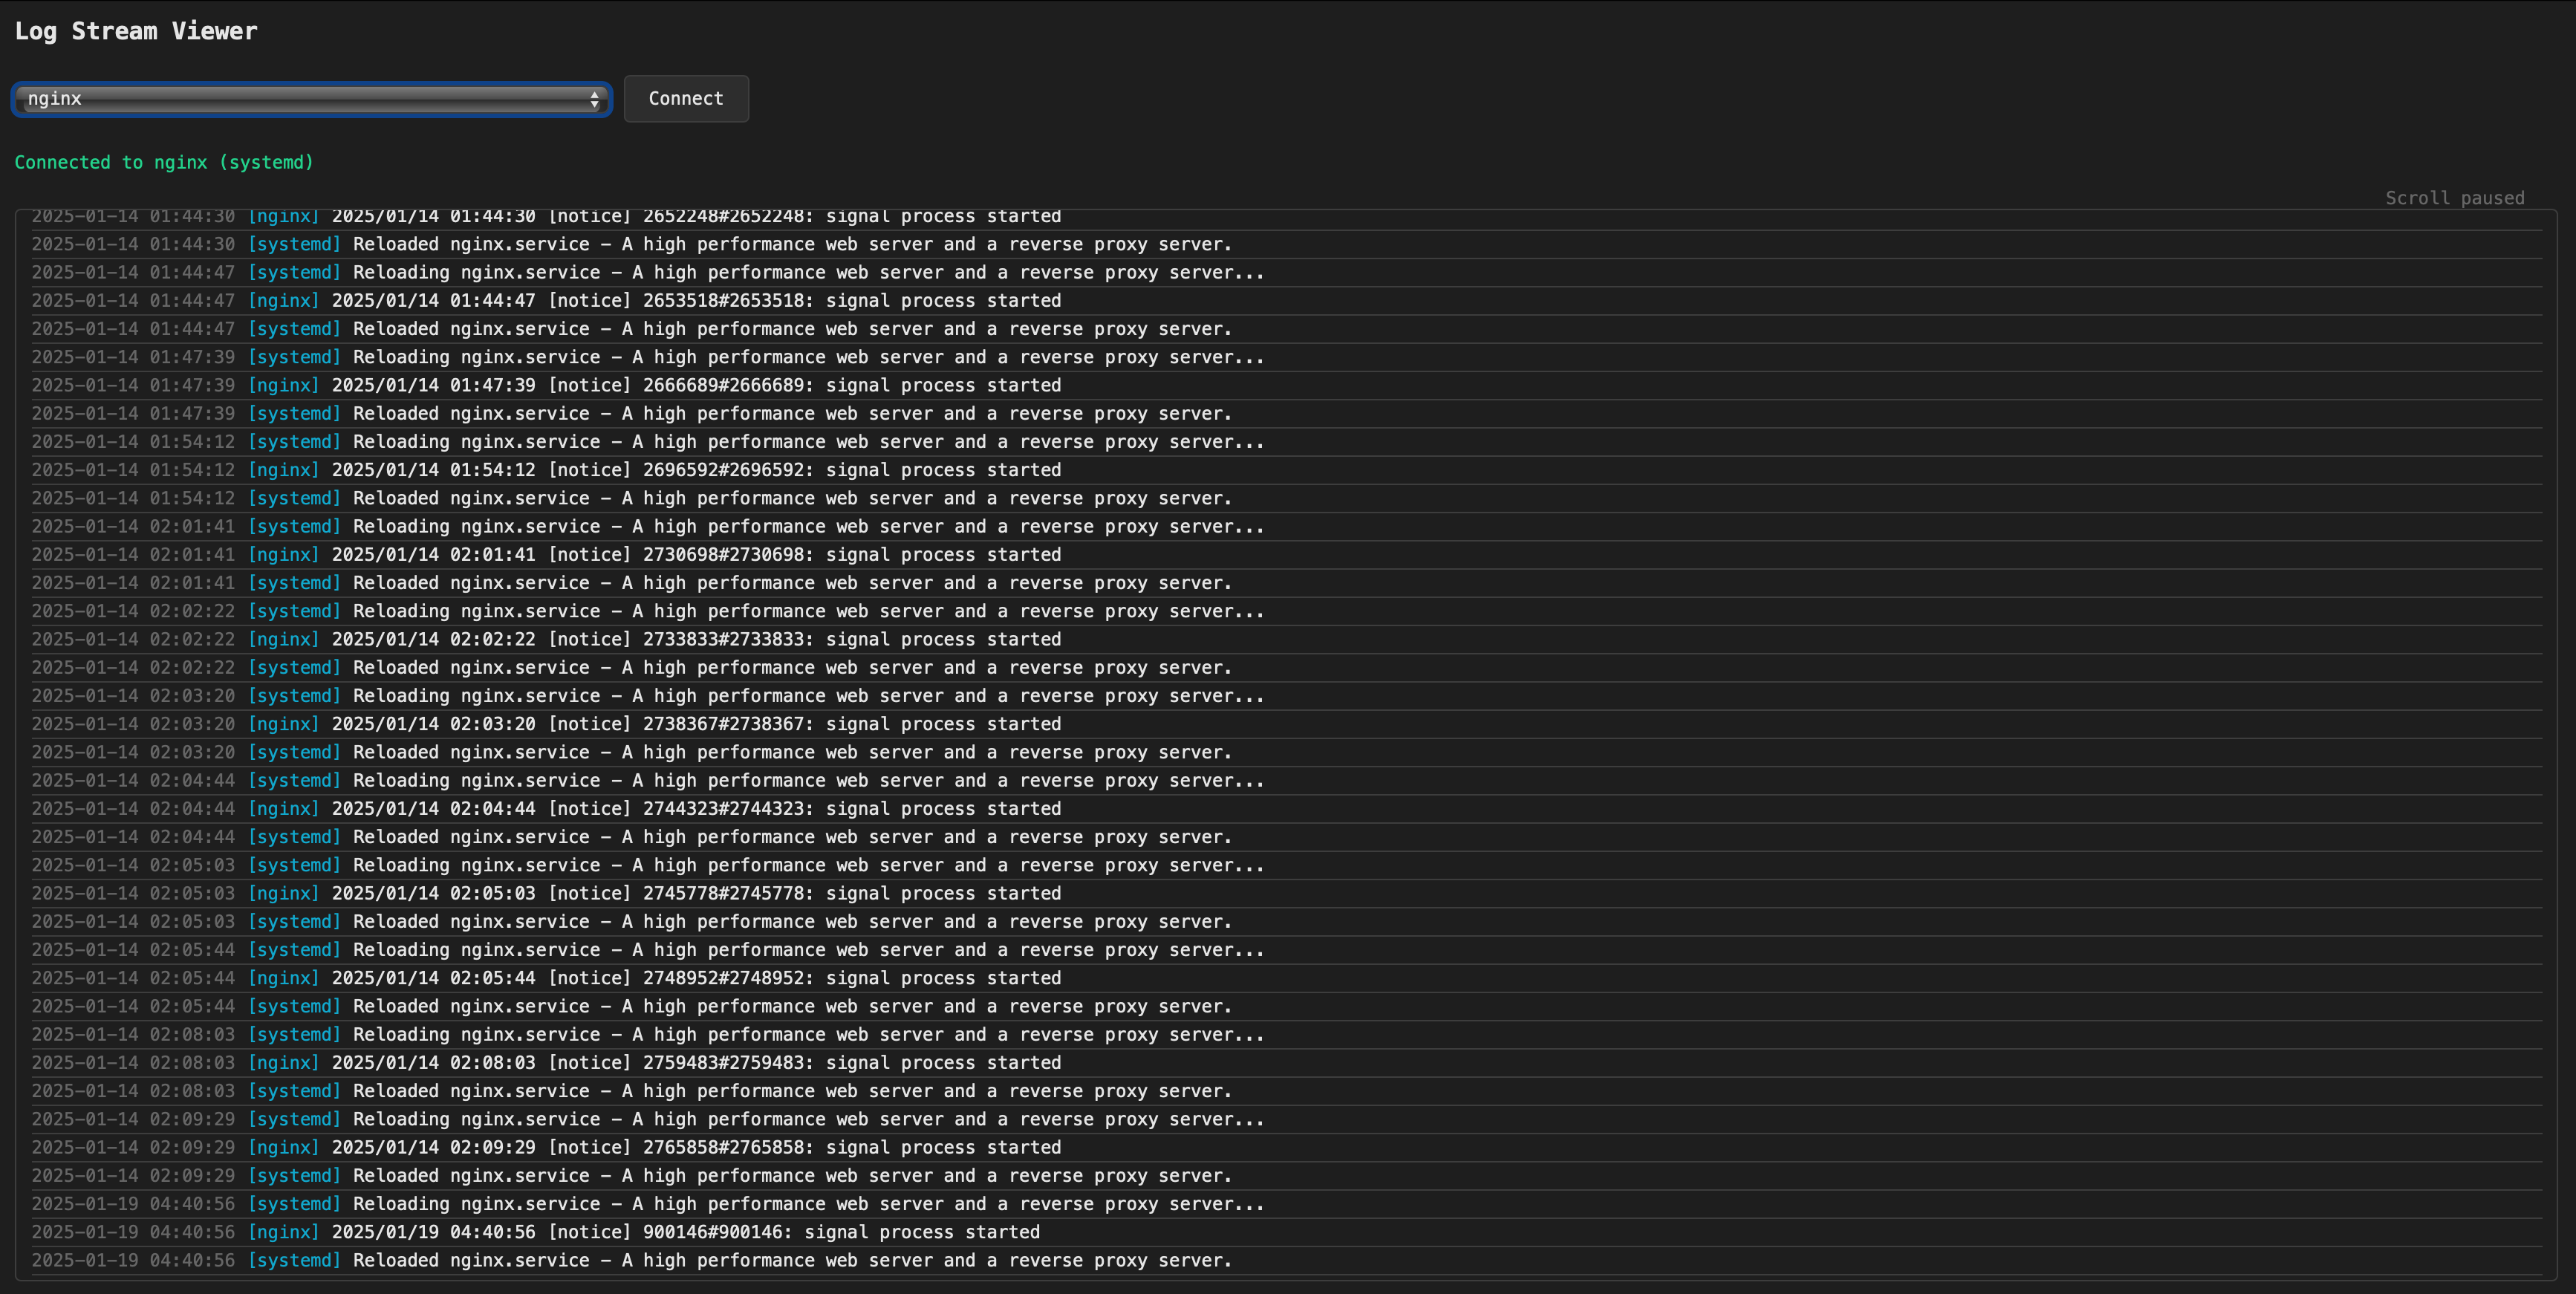 Log Stream Viewer
nginx
Connect
Connected to nginx (systemd)
Scroll paused
2025-01-14 01:44:30 [nginx] 2025/01/14 01:44:30 [notice] 2652248#2652248: signal process started
2025-01-14 01:44:30 [systemd] Reloaded nginx.service – A high performance web server and a reverse proxy server.
2025-01-14 01:44:47 [systemd] Reloading nginx.service – A high performance web server and a reverse proxy server...
2025-01-14 01:44:47 [nginx] 2025/01/14 01:44:47 [notice] 2653518#2653518: signal process started
2025-01-14 01:44:47 [systemd] Reloaded nginx.service – A high performance web server and a reverse proxy server.
2025-01-14 01:47:39 [systemd] Reloading nginx.service – A high performance web server and a reverse proxy server...
2025-01-14 01:47:39 [nginx] 2025/01/14 01:47:39 [notice] 2666689#2666689: signal process started
2025-01-14 01:47:39 [systemd] Reloaded nginx.service – A high performance web server and a reverse proxy server.
2025-01-14 01:54:12 [systemd] Reloading nginx.service – A high performance web server and a reverse proxy server...
2025-01-14 01:54:12 [nginx] 2025/01/14 01:54:12 [notice] 2696592#2696592: signal process started
2025-01-14 01:54:12 [systemd] Reloaded nginx.service – A high performance web server and a reverse proxy server.
2025-01-14 02:01:41 [systemd] Reloading nginx.service – A high performance web server and a reverse proxy server...
2025-01-14 02:01:41 [nginx] 2025/01/14 02:01:41 [notice] 2730698#2730698: signal process started
2025-01-14 02:01:41 [systemd] Reloaded nginx.service – A high performance web server and a reverse proxy server.
2025-01-14 02:02:22 [systemd] Reloading nginx.service – A high performance web server and a reverse proxy server...
2025-01-14 02:02:22 [nginx] 2025/01/14 02:02:22 [notice] 2733833#2733833: signal process started
2025-01-14 02:02:22 [systemd] Reloaded nginx.service – A high performance web server and a reverse proxy server.
2025-01-14 02:03:20 [systemd] Reloading nginx.service – A high performance web server and a reverse proxy server...
2025-01-14 02:03:20 [nginx] 2025/01/14 02:03:20 [notice] 2738367#2738367: signal process started
2025-01-14 02:03:20 [systemd] Reloaded nginx.service – A high performance web server and a reverse proxy server.
2025-01-14 02:04:44 [systemd] Reloading nginx.service – A high performance web server and a reverse proxy server...
2025-01-14 02:04:44 [nginx] 2025/01/14 02:04:44 [notice] 2744323#2744323: signal process started
2025-01-14 02:04:44 [systemd] Reloaded nginx.service – A high performance web server and a reverse proxy server.
2025-01-14 02:05:03 [systemd] Reloading nginx.service – A high performance web server and a reverse proxy server...
2025-01-14 02:05:03 [nginx] 2025/01/14 02:05:03 [notice] 2745778#2745778: signal process started
2025-01-14 02:05:03 [systemd] Reloaded nginx.service – A high performance web server and a reverse proxy server.
2025-01-14 02:05:44 [systemd] Reloading nginx.service – A high performance web server and a reverse proxy server...
2025-01-14 02:05:44 [nginx] 2025/01/14 02:05:44 [notice] 2748952#2748952: signal process started
2025-01-14 02:05:44 [systemd] Reloaded nginx.service – A high performance web server and a reverse proxy server.
2025-01-14 02:08:03 [systemd] Reloading nginx.service – A high performance web server and a reverse proxy server...
2025-01-14 02:08:03 [nginx] 2025/01/14 02:08:03 [notice] 2759483#2759483: signal process started
2025-01-14 02:08:03 [systemd] Reloaded nginx.service – A high performance web server and a reverse proxy server.
2025-01-14 02:09:29 [systemd] Reloading nginx.service – A high performance web server and a reverse proxy server...
2025-01-14 02:09:29 [nginx] 2025/01/14 02:09:29 [notice] 2765858#2765858: signal process started
2025-01-14 02:09:29 [systemd] Reloaded nginx.service – A high performance web server and a reverse proxy server.
2025-01-19 04:40:56 [systemd] Reloading nginx.service – A high performance web server and a reverse proxy server...
2025-01-19 04:40:56 [nginx] 2025/01/19 04:40:56 [notice] 900146#900146: signal process started
2025-01-19 04:40:56 [systemd] Reloaded nginx.service – A high performance web server and a reverse proxy server.